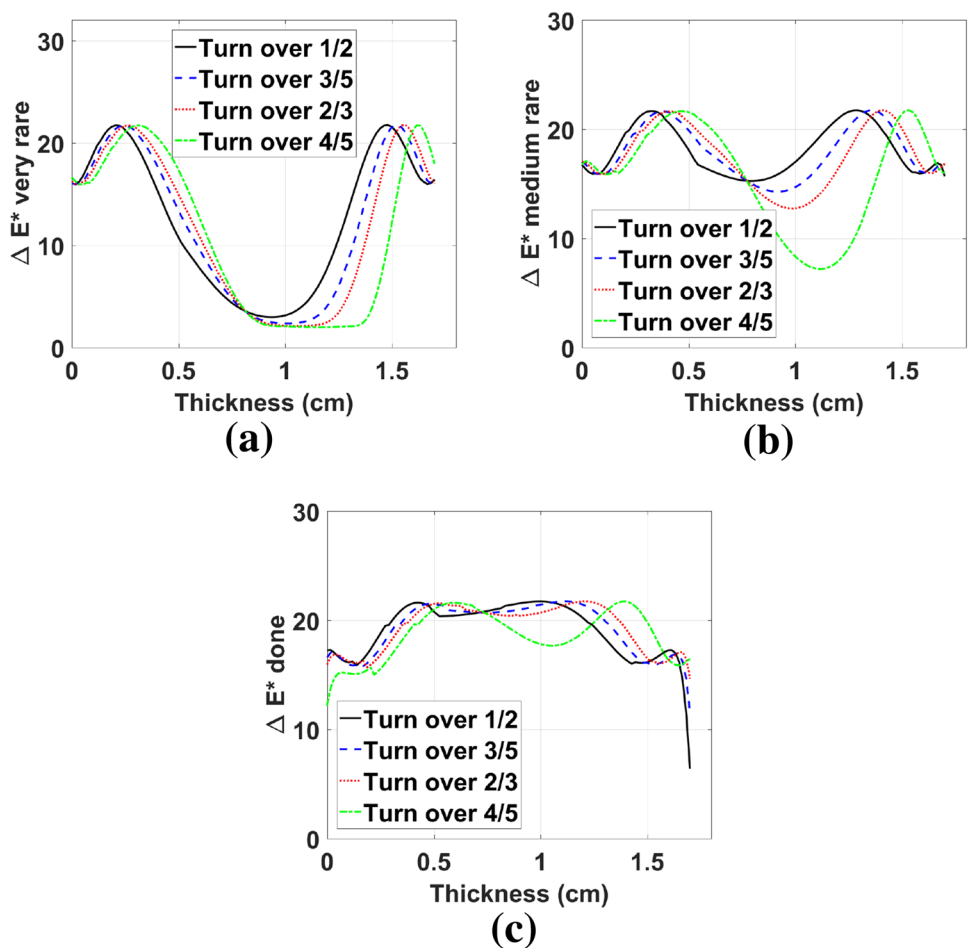 30
20
10
0
Δ E* very rare
Turn over 1/2
Turn over 3/5
Turn over 2/3
Turn over 4/5
0 0.5 1 1.5
Thickness (cm)
(a)
30
20
10
0
Δ E* medium rare
Turn over 1/2
Turn over 3/5
Turn over 2/3
Turn over 4/5
0 0.5 1 1.5
Thickness (cm)
(b)
30
20
10
0
Δ E* done
Turn over 1/2
Turn over 3/5
Turn over 2/3
Turn over 4/5
0 0.5 1 1.5
Thickness (cm)
(c)